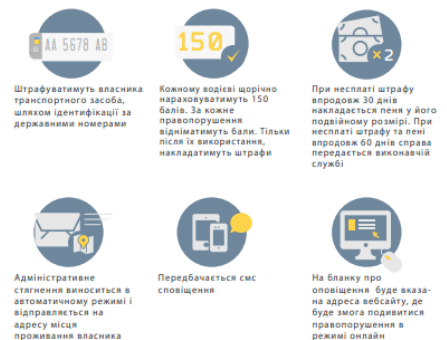 AA 5678 AB
150
×2
Штрафуватимуть власника
транспортного засоба,
шляхом ідентифікації за
державними номерами
Кожному водієві щорічно
нараховуватимуть 150
балів. За кожне
правопорушення
відніматимуть бали. Тільки
після їх використання,
накладатимуть штрафи
При несплаті штрафу
впродовж 30 днів
накладається пеня у його
подвійному розмірі. При
несплаті штрафу та пені
впродовж 60 днів справа
передається виконавчій
службі
Адміністративне
стягнення виноситься в
автоматичному режимі і
відправляється на
адресу місця
проживання власника
Передбачається смс
сповіщення
На бланку про
оповіщення буде вказа-
на адреса вебсайту, де
буде змога подивитися
правопорушення в
режимі онлайн